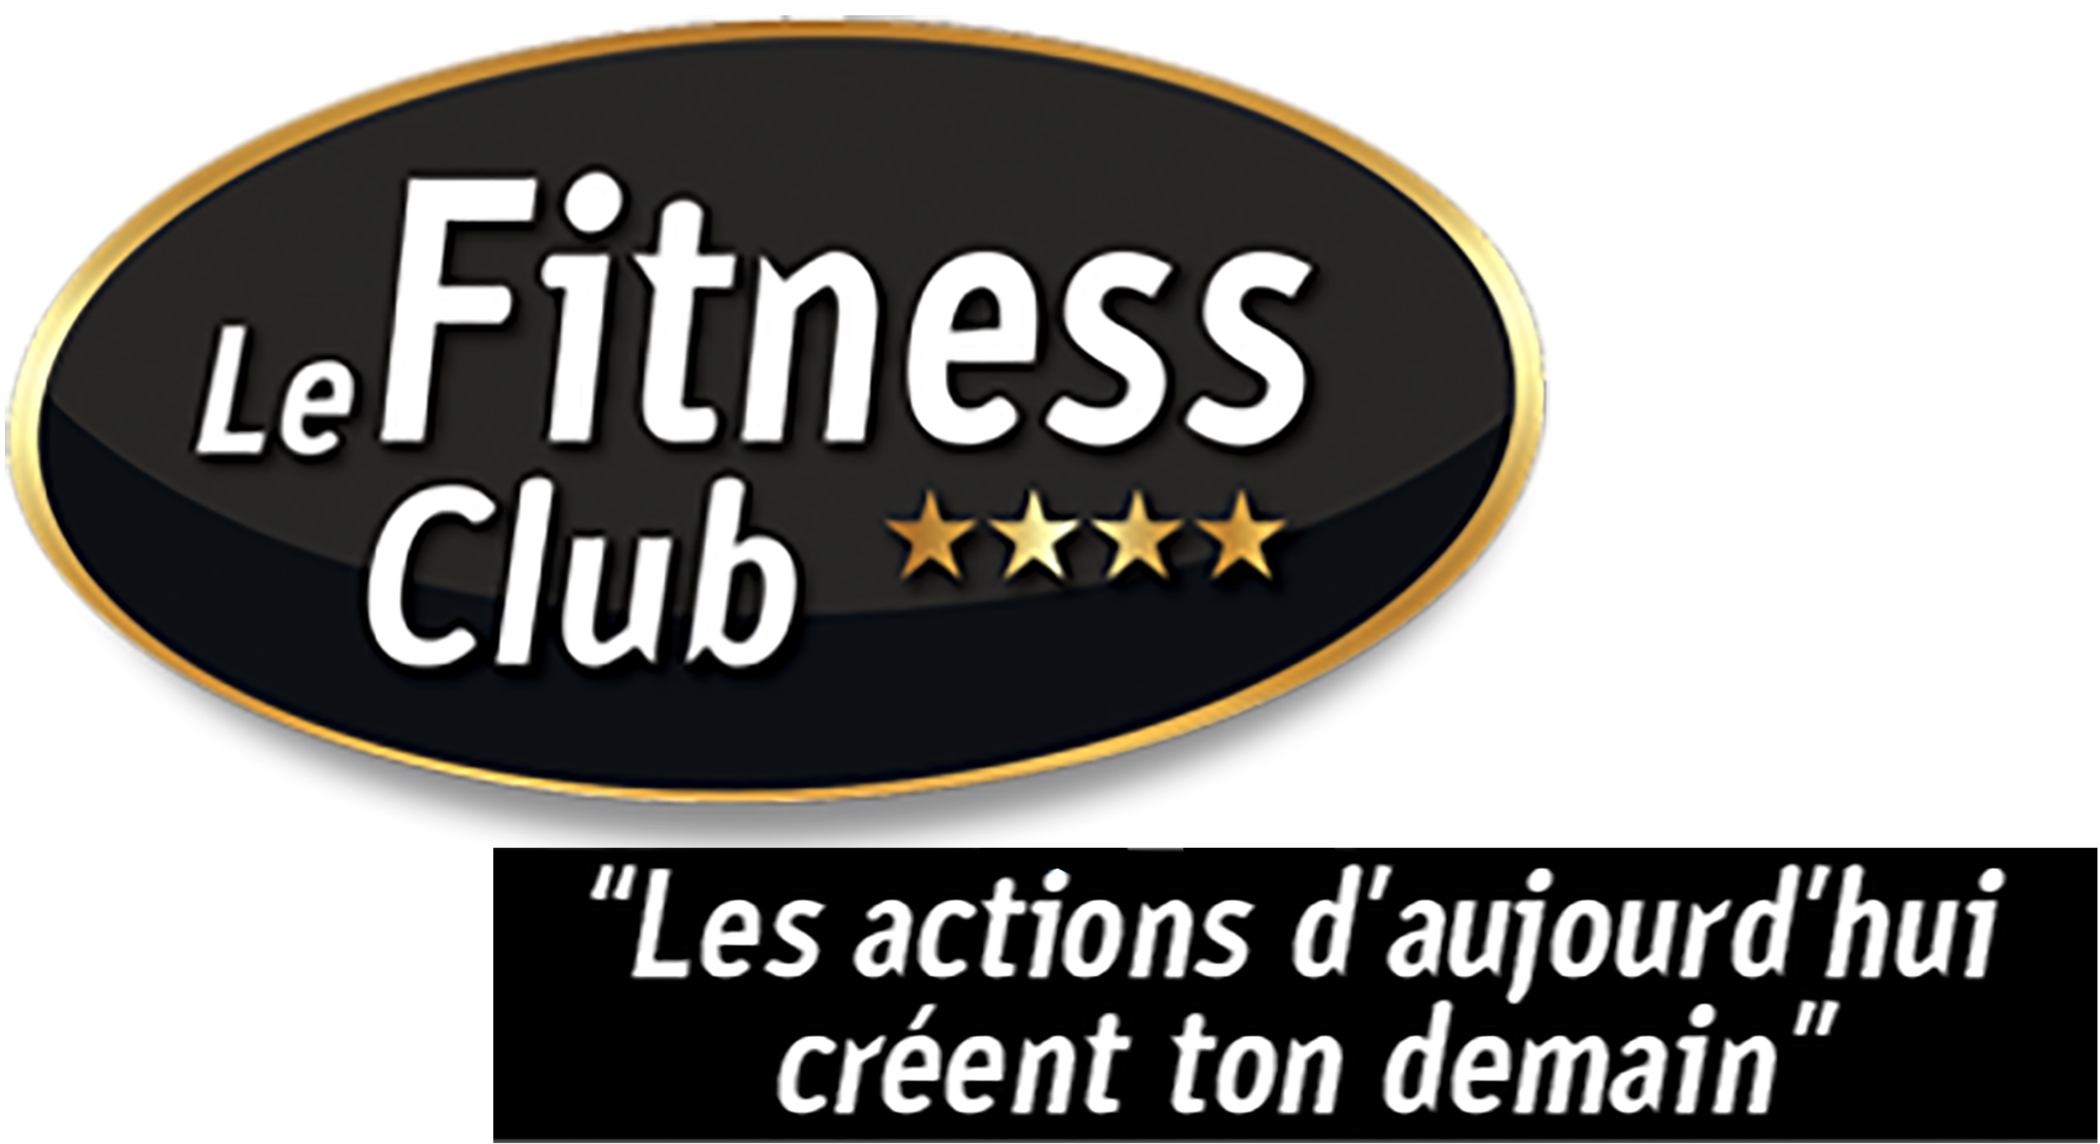 Le Fitness
Club
“Les actions d’aujourd’hui
créent ton demain”